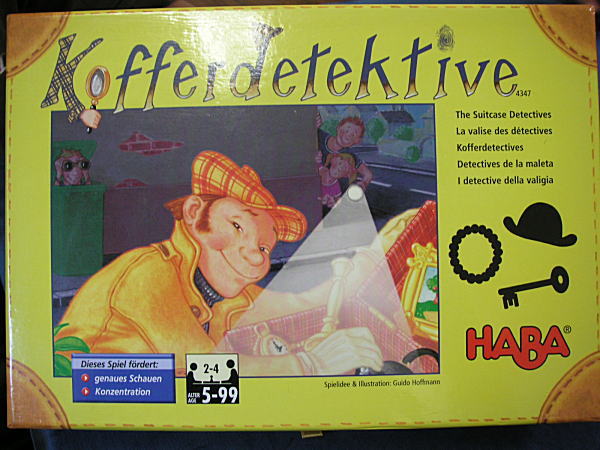 Kofferdetektive
4347
The Suitcase Detectives
La valise des détectives
Kofferdetectives
Detectives de la maleta
I detective della valigia
HABA®
Dieses Spiel fördert:
genaues Schauen
Konzentration
2-4
ALTER
AGE
5-99
Spielidee & Illustration: Guido Hoffmann